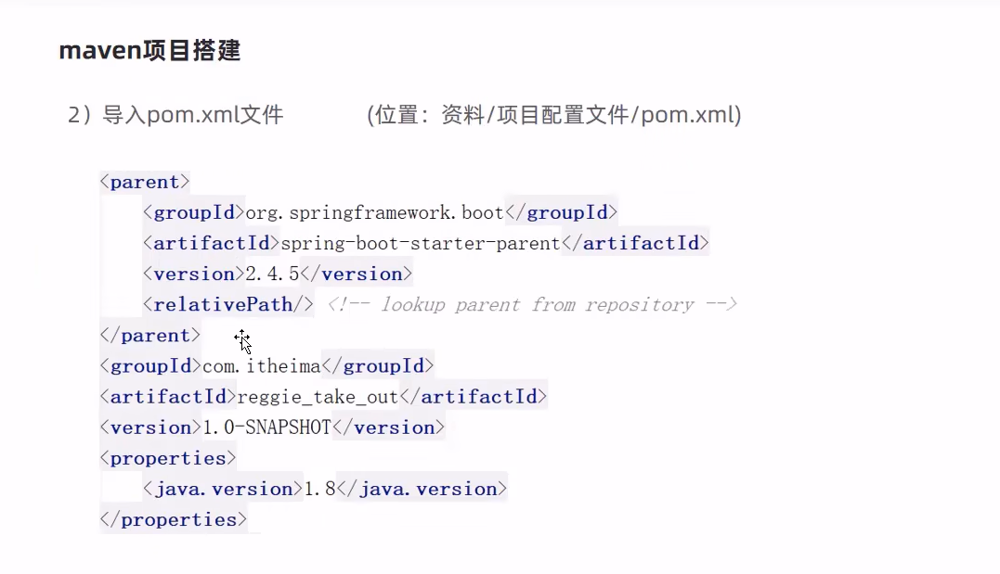 maven项目搭建
2）导入pom.xml文件 (位置：资料/项目配置文件/pom.xml)
<parent>
<groupId>org.springframework.boot</groupId>
<artifactId>spring-boot-starter-parent</artifactId>
<version>2.4.5</version>
<relativePath/> <!-- lookup parent from repository -->
</parent>
<groupId>com.itheima</groupId>
<artifactId>reggie_take_out</artifactId>
<version>1.0-SNAPSHOT</version>
<properties>
<java.version>1.8</java.version>
</properties>